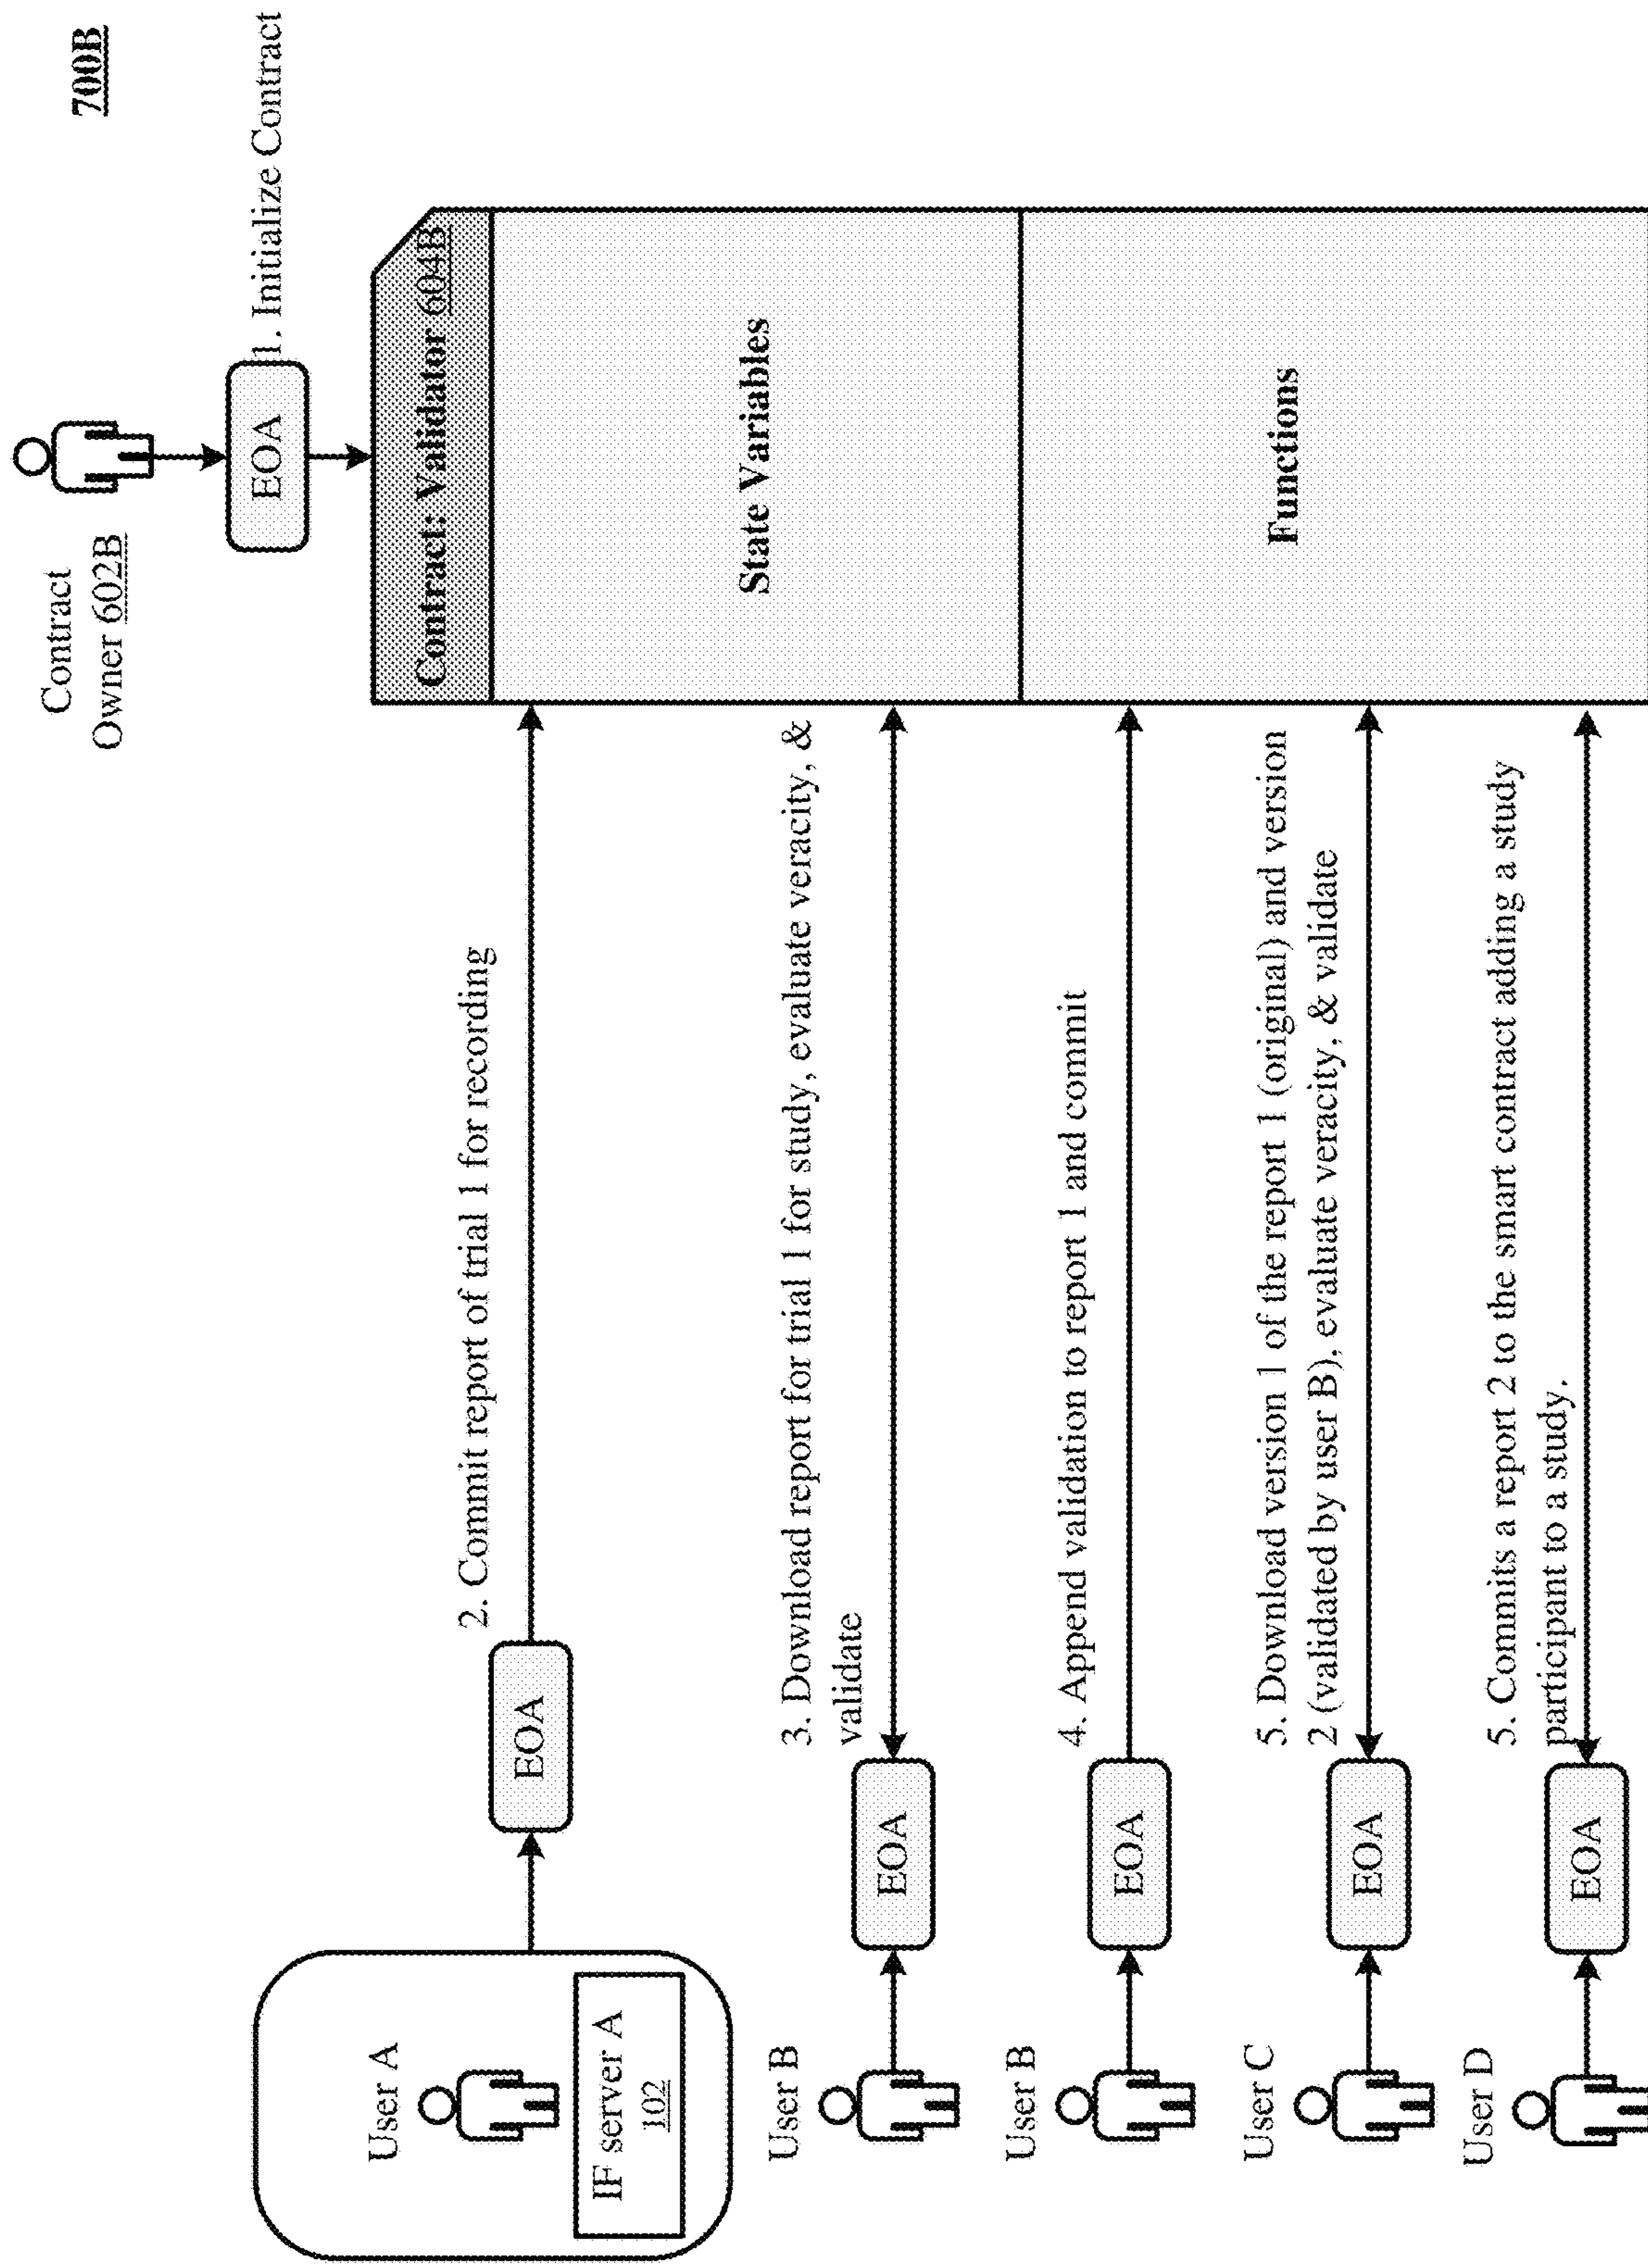 700B
Contract
Owner 602B
EOA
1. Initialize Contract
Contract: Validator 604B
State Variables
Functions
User A
IF server A
102
EOA
2. Commit report of trial 1 for recording
User B
EOA
3. Download report for trial 1 for study, evaluate veracity, &
validate
User B
EOA
4. Append validation to report 1 and commit
User C
EOA
5. Download version 1 of the report 1 (original) and version
2 (validated by user B), evaluate veracity, & validate
User D
EOA
5. Commits a report 2 to the smart contract adding a study
participant to a study.